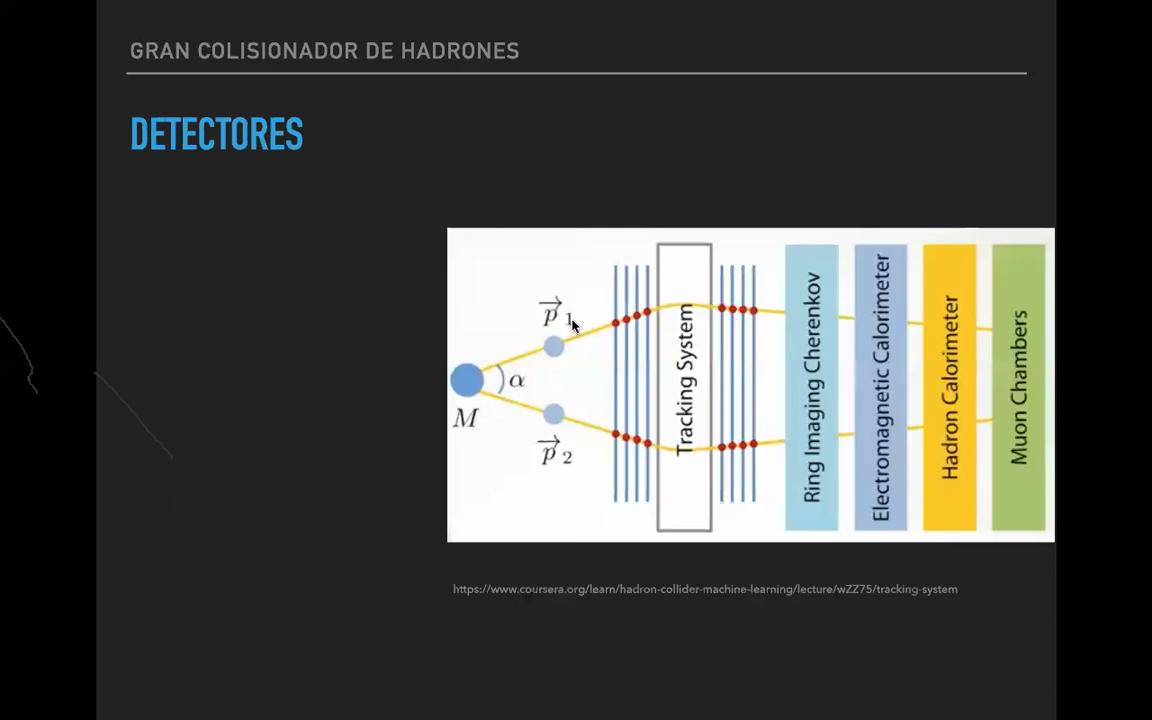 GRAN COLISIONADOR DE HADRONES
DETECTORES
p 1
α
M
p 2
Tracking System
Ring Imaging Cherenkov
Electromagnetic Calorimeter
Hadron Calorimeter
Muon Chambers
https://www.coursera.org/learn/hadron-collider-machine-learning/lecture/wZZ75/tracking-system